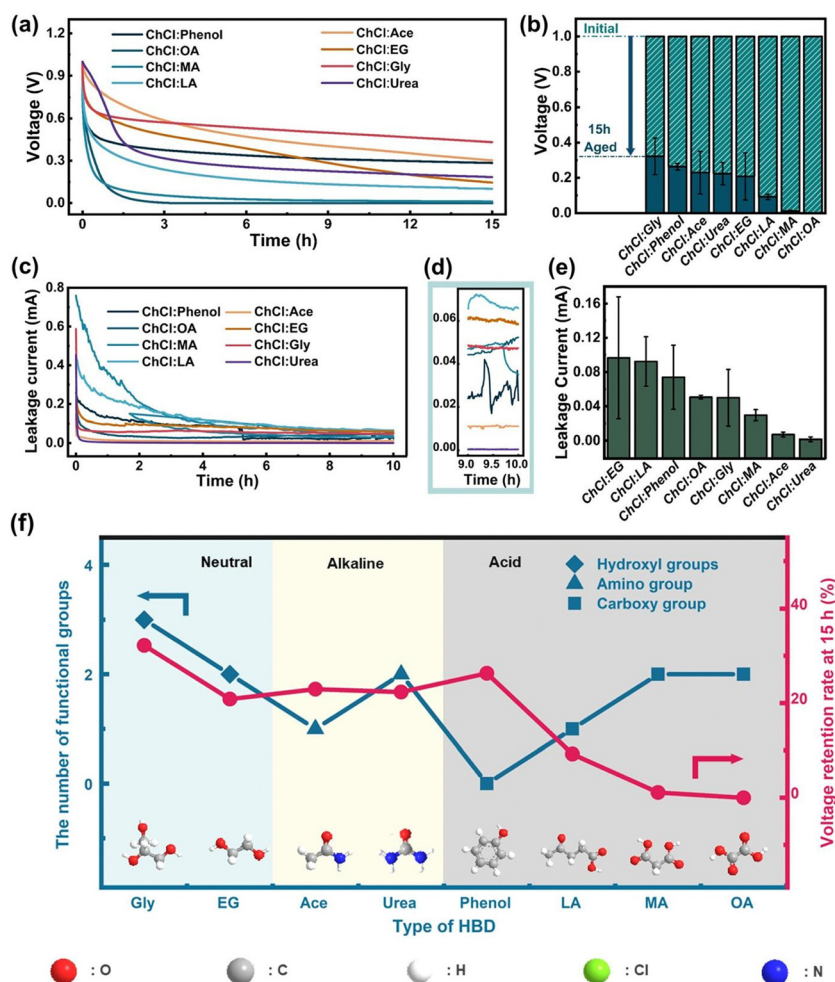 (a)
ChCl:Phenol
ChCl:OA
ChCl:MA
ChCl:LA
ChCl:Ace
ChCl:EG
ChCl:Gly
ChCl:Urea
Voltage (V)
1.2
0.9
0.6
0.3
0.0
0 3 6 9 12 15
Time (h)
(b)
Voltage (V)
1.0
0.8
0.6
0.4
0.2
0.0
Initial
15h
Aged
ChCl:Gly
ChCl:Phenol
ChCl:Ace
ChCl:Urea
ChCl:EG
ChCl:LA
ChCl:MA
ChCl:OA
(c)
Leakage current (mA)
0.8
0.6
0.4
0.2
0.0
ChCl:Phenol
ChCl:OA
ChCl:MA
ChCl:LA
ChCl:Ace
ChCl:EG
ChCl:Gly
ChCl:Urea
0 2 4 6 8 10
Time (h)
(d)
0.06
0.04
0.02
0.00
9.0 9.5 10.0
Time (h)
(e)
Leakage Current (mA)
0.16
0.12
0.08
0.04
0.00
ChCl:EG
ChCl:LA
ChCl:Phenol
ChCl:OA
ChCl:Gly
ChCl:MA
ChCl:Ace
ChCl:Urea
(f)
The number of functional groups
4
2
0
Neutral Alkaline Acid
Hydroxyl groups
Amino group
Carboxy group
Voltage retention rate at 15 h (%)
40
20
0
Gly EG Ace Urea Phenol LA MA OA
Type of HBD
: O : C : H : Cl : N